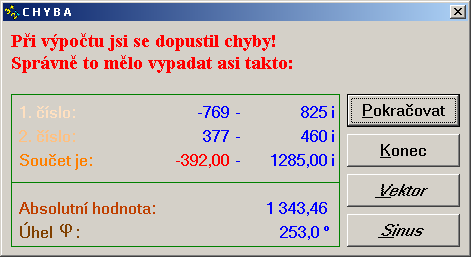 CHYBA
Při výpočtu jsi se dopustil chyby!
Správně to mělo vypadat asi takto:
1. číslo: -769 - 825 i
2. číslo: 377 - 460 i
Součet je: -392,00 - 1285,00 i
Absolutní hodnota: 1 343,46
Úhel φ : 253,0 °
Pokračovat
Konec
Vektor
Sinus